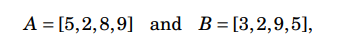 A = [5,2,8,9] and B = [3,2,9,5],